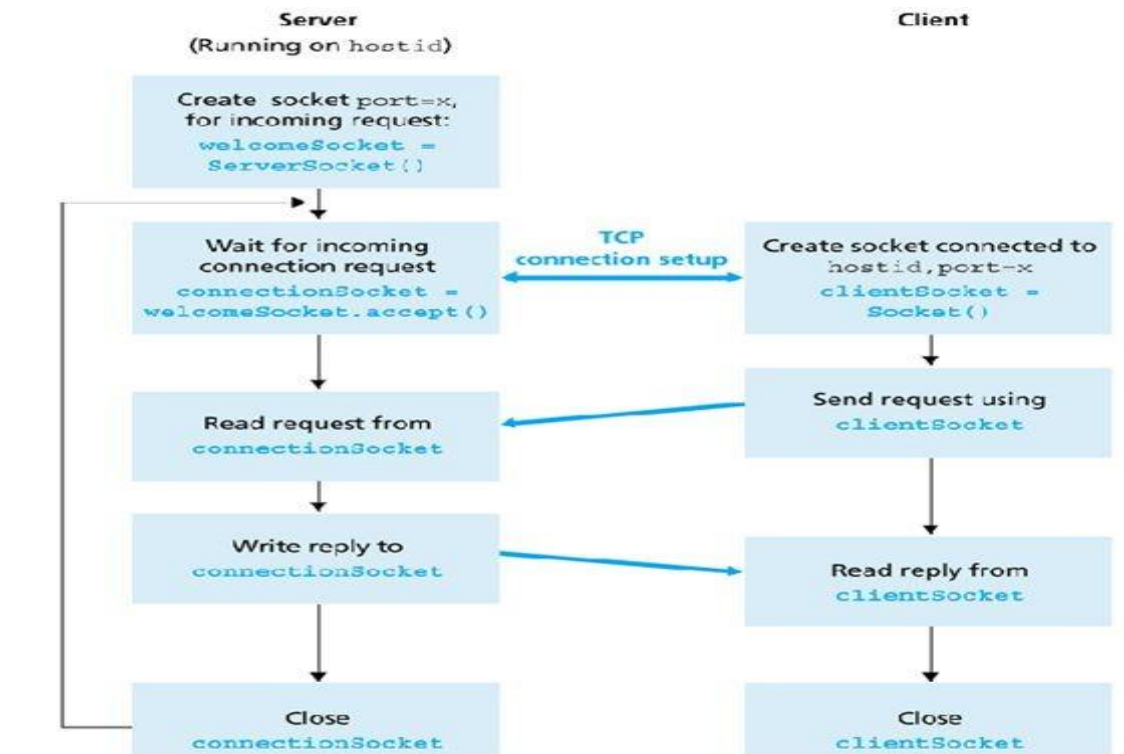 Server
(Running on hostid)
Create socket port=x,
for incoming request:
welcomeSocket =
ServerSocket()
Wait for incoming
connection request
connectionSocket =
welcomeSocket.accept()
Read request from
connectionSocket
Write reply to
connectionSocket
Close
connectionSocket
TCP
connection setup
Client
Create socket connected to
hostid,port=x
clientSocket =
Socket()
Send request using
clientSocket
Read reply from
clientSocket
Close
clientSocket